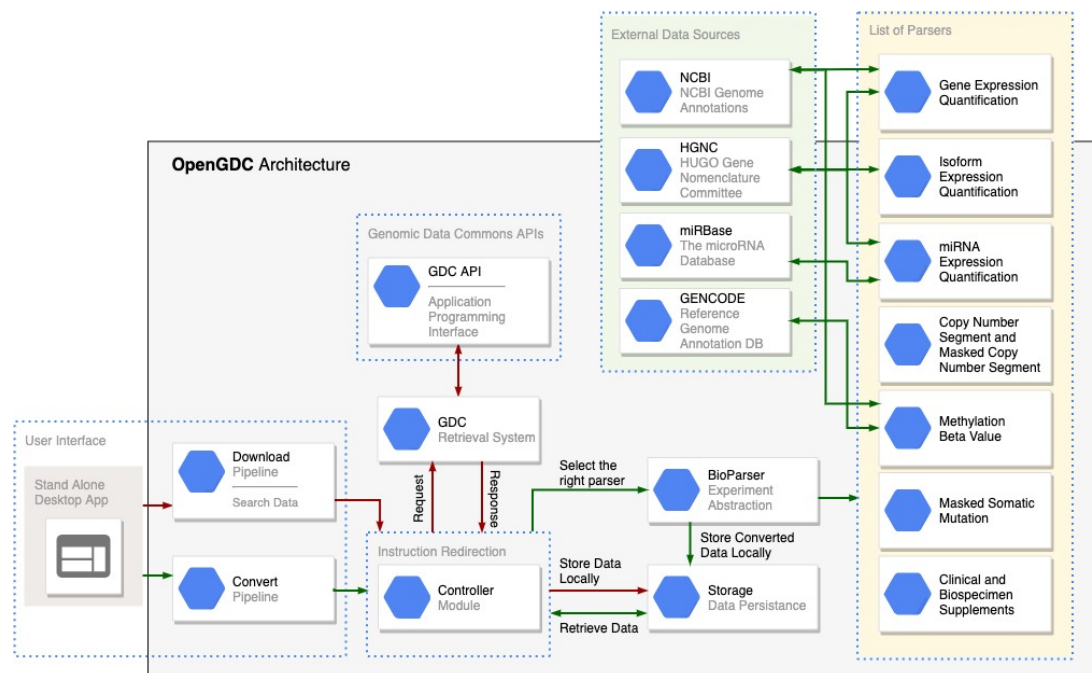 External Data Sources
NCBI
NCBI Genome
Annotations
HGNC
HUGO Gene
Nomenclature
Committee
miRBase
The microRNA
Database
GENCODE
Reference
Genome
Annotation DB
List of Parsers
Gene Expression
Quantification
Isoform
Expression
Quantification
miRNA
Expression
Quantification
Copy Number
Segment and
Masked Copy
Number Segment
Methylation
Beta Value
Masked Somatic
Mutation
Clinical and
Biospecimen
Supplements
OpenGDC Architecture
Genomic Data Commons APIs
GDC API
Application
Programming
Interface
GDC
Retrieval System
Request
Response
User Interface
Stand Alone
Desktop App
Download
Pipeline
Search Data
Convert
Pipeline
Instruction Redirection
Controller
Module
Select the
right parser
BioParser
Experiment
Abstraction
Store Converted
Data Locally
Store Data
Locally
Retrieve Data
Storage
Data Persistance